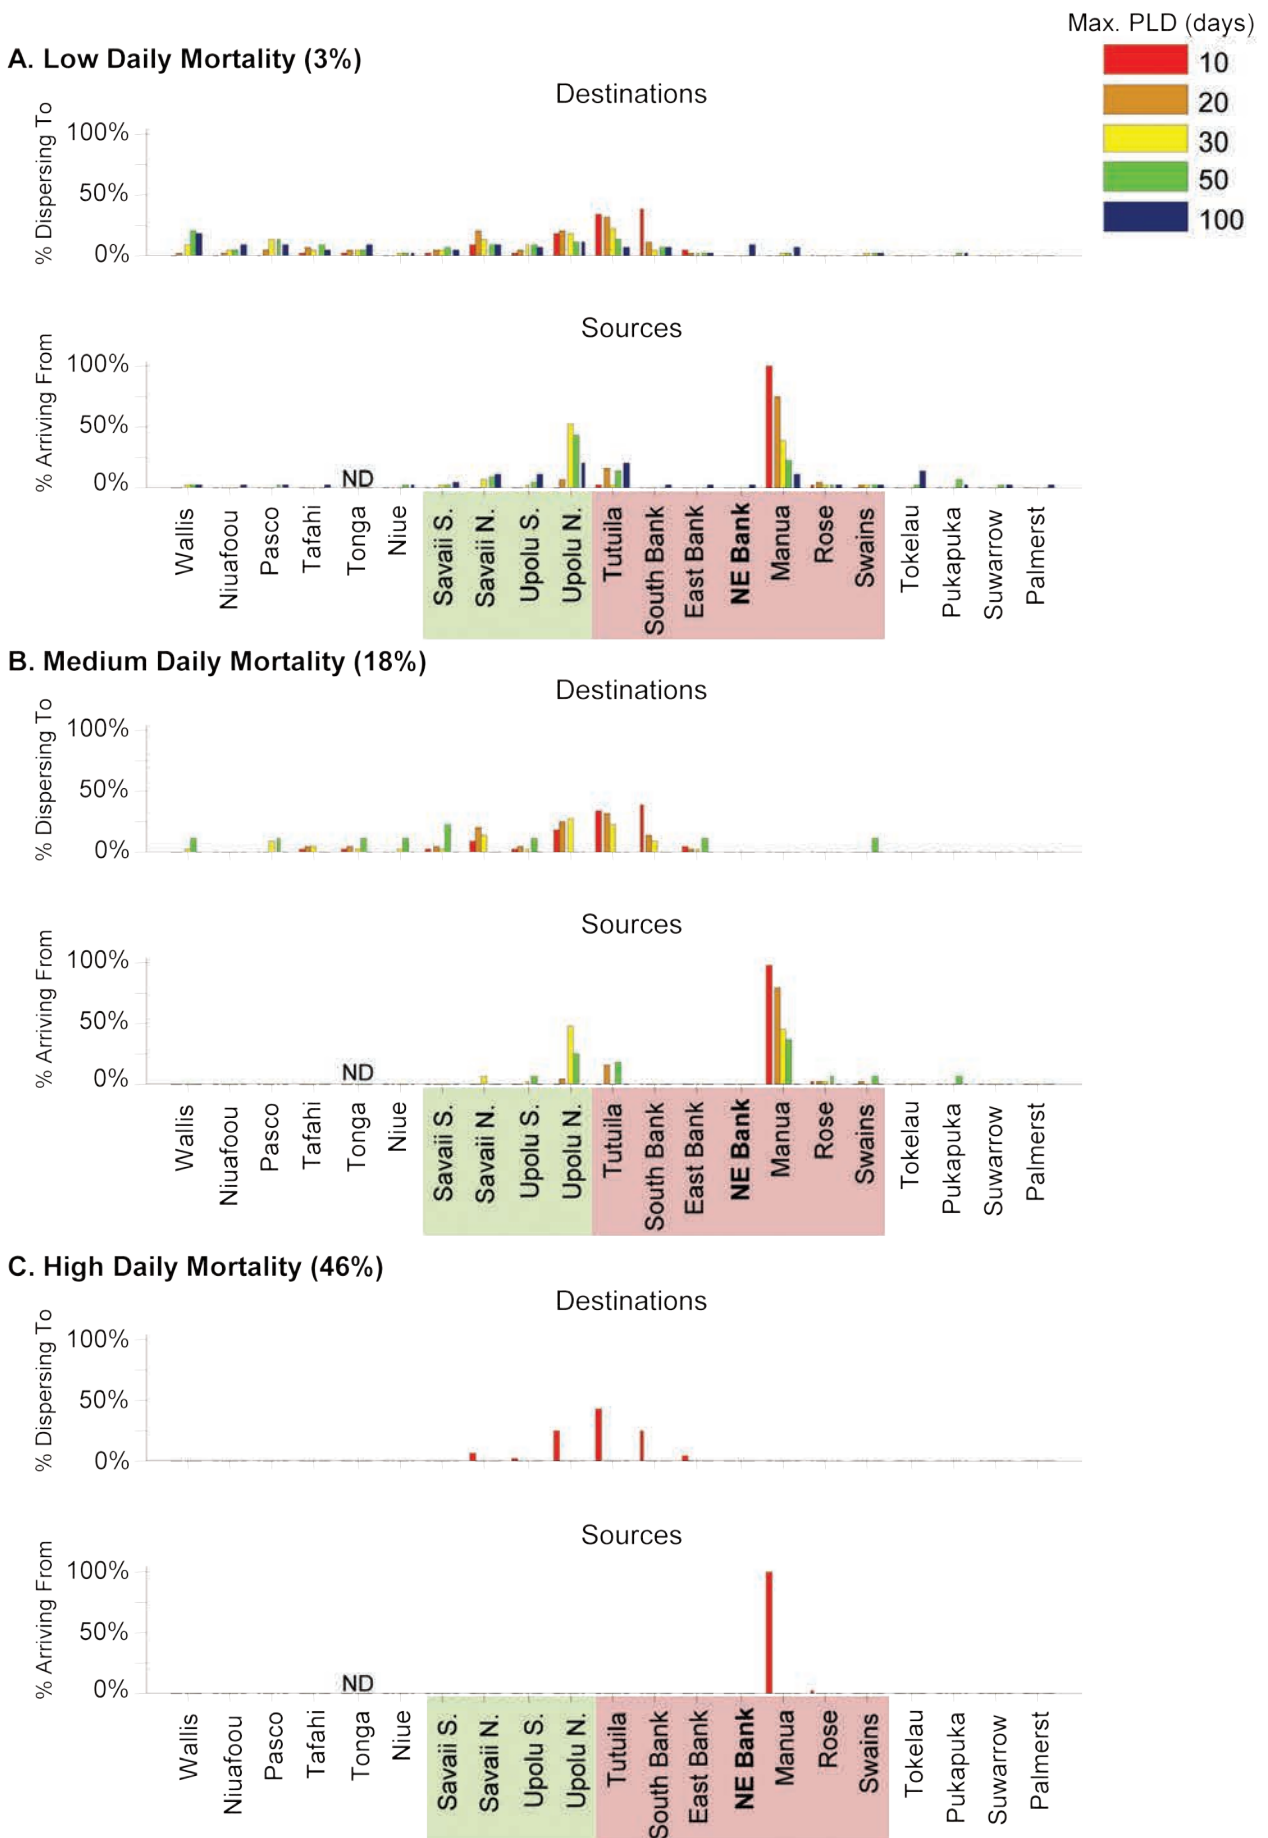 Max. PLD (days)
10
20
30
50
100
A. Low Daily Mortality (3%)
Destinations
% Dispersing To
100%
50%
0%
Sources
% Arriving From
100%
50%
0%
ND
Wallis
Niuafoou
Pasco
Tafahi
Tonga
Niue
Savaii S.
Savaii N.
Upolu S.
Upolu N.
Tutuila
South Bank
East Bank
NE Bank
Manua
Rose
Swains
Tokelau
Pukapuka
Suwarrow
Palmerst
B. Medium Daily Mortality (18%)
Destinations
% Dispersing To
100%
50%
0%
Sources
% Arriving From
100%
50%
0%
ND
Wallis
Niuafoou
Pasco
Tafahi
Tonga
Niue
Savaii S.
Savaii N.
Upolu S.
Upolu N.
Tutuila
South Bank
East Bank
NE Bank
Manua
Rose
Swains
Tokelau
Pukapuka
Suwarrow
Palmerst
C. High Daily Mortality (46%)
Destinations
% Dispersing To
100%
50%
0%
Sources
% Arriving From
100%
50%
0%
ND
Wallis
Niuafoou
Pasco
Tafahi
Tonga
Niue
Savaii S.
Savaii N.
Upolu S.
Upolu N.
Tutuila
South Bank
East Bank
NE Bank
Manua
Rose
Swains
Tokelau
Pukapuka
Suwarrow
Palmerst